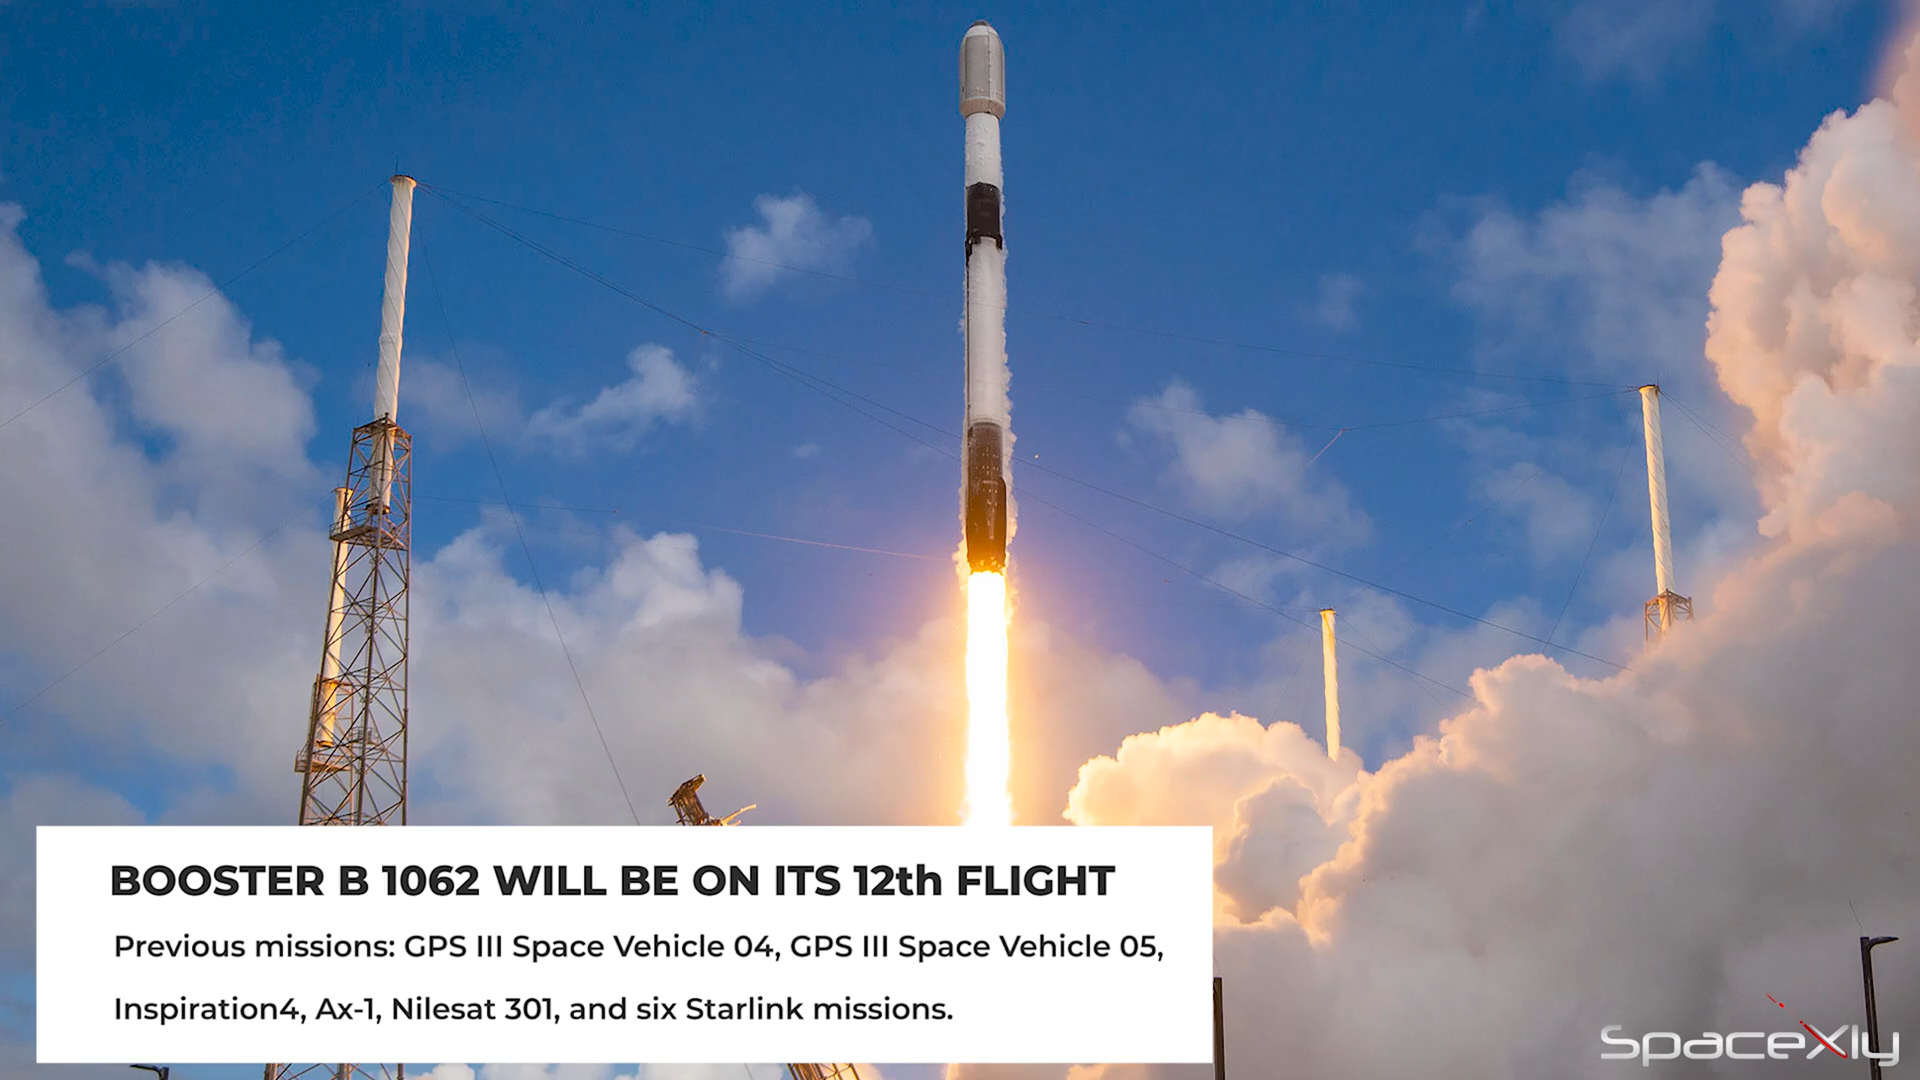 BOOSTER B 1062 WILL BE ON ITS 12th FLIGHT
Previous missions: GPS III Space Vehicle 04, GPS III Space Vehicle 05,
Inspiration4, Ax-1, Nilesat 301, and six Starlink missions.
SpaceXly